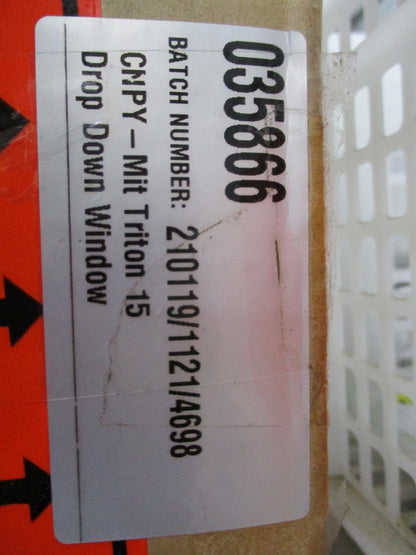 035866
BATCH NUMBER: 210119/1121/4698
CNPY – Mit Triton 15
Drop Down Window